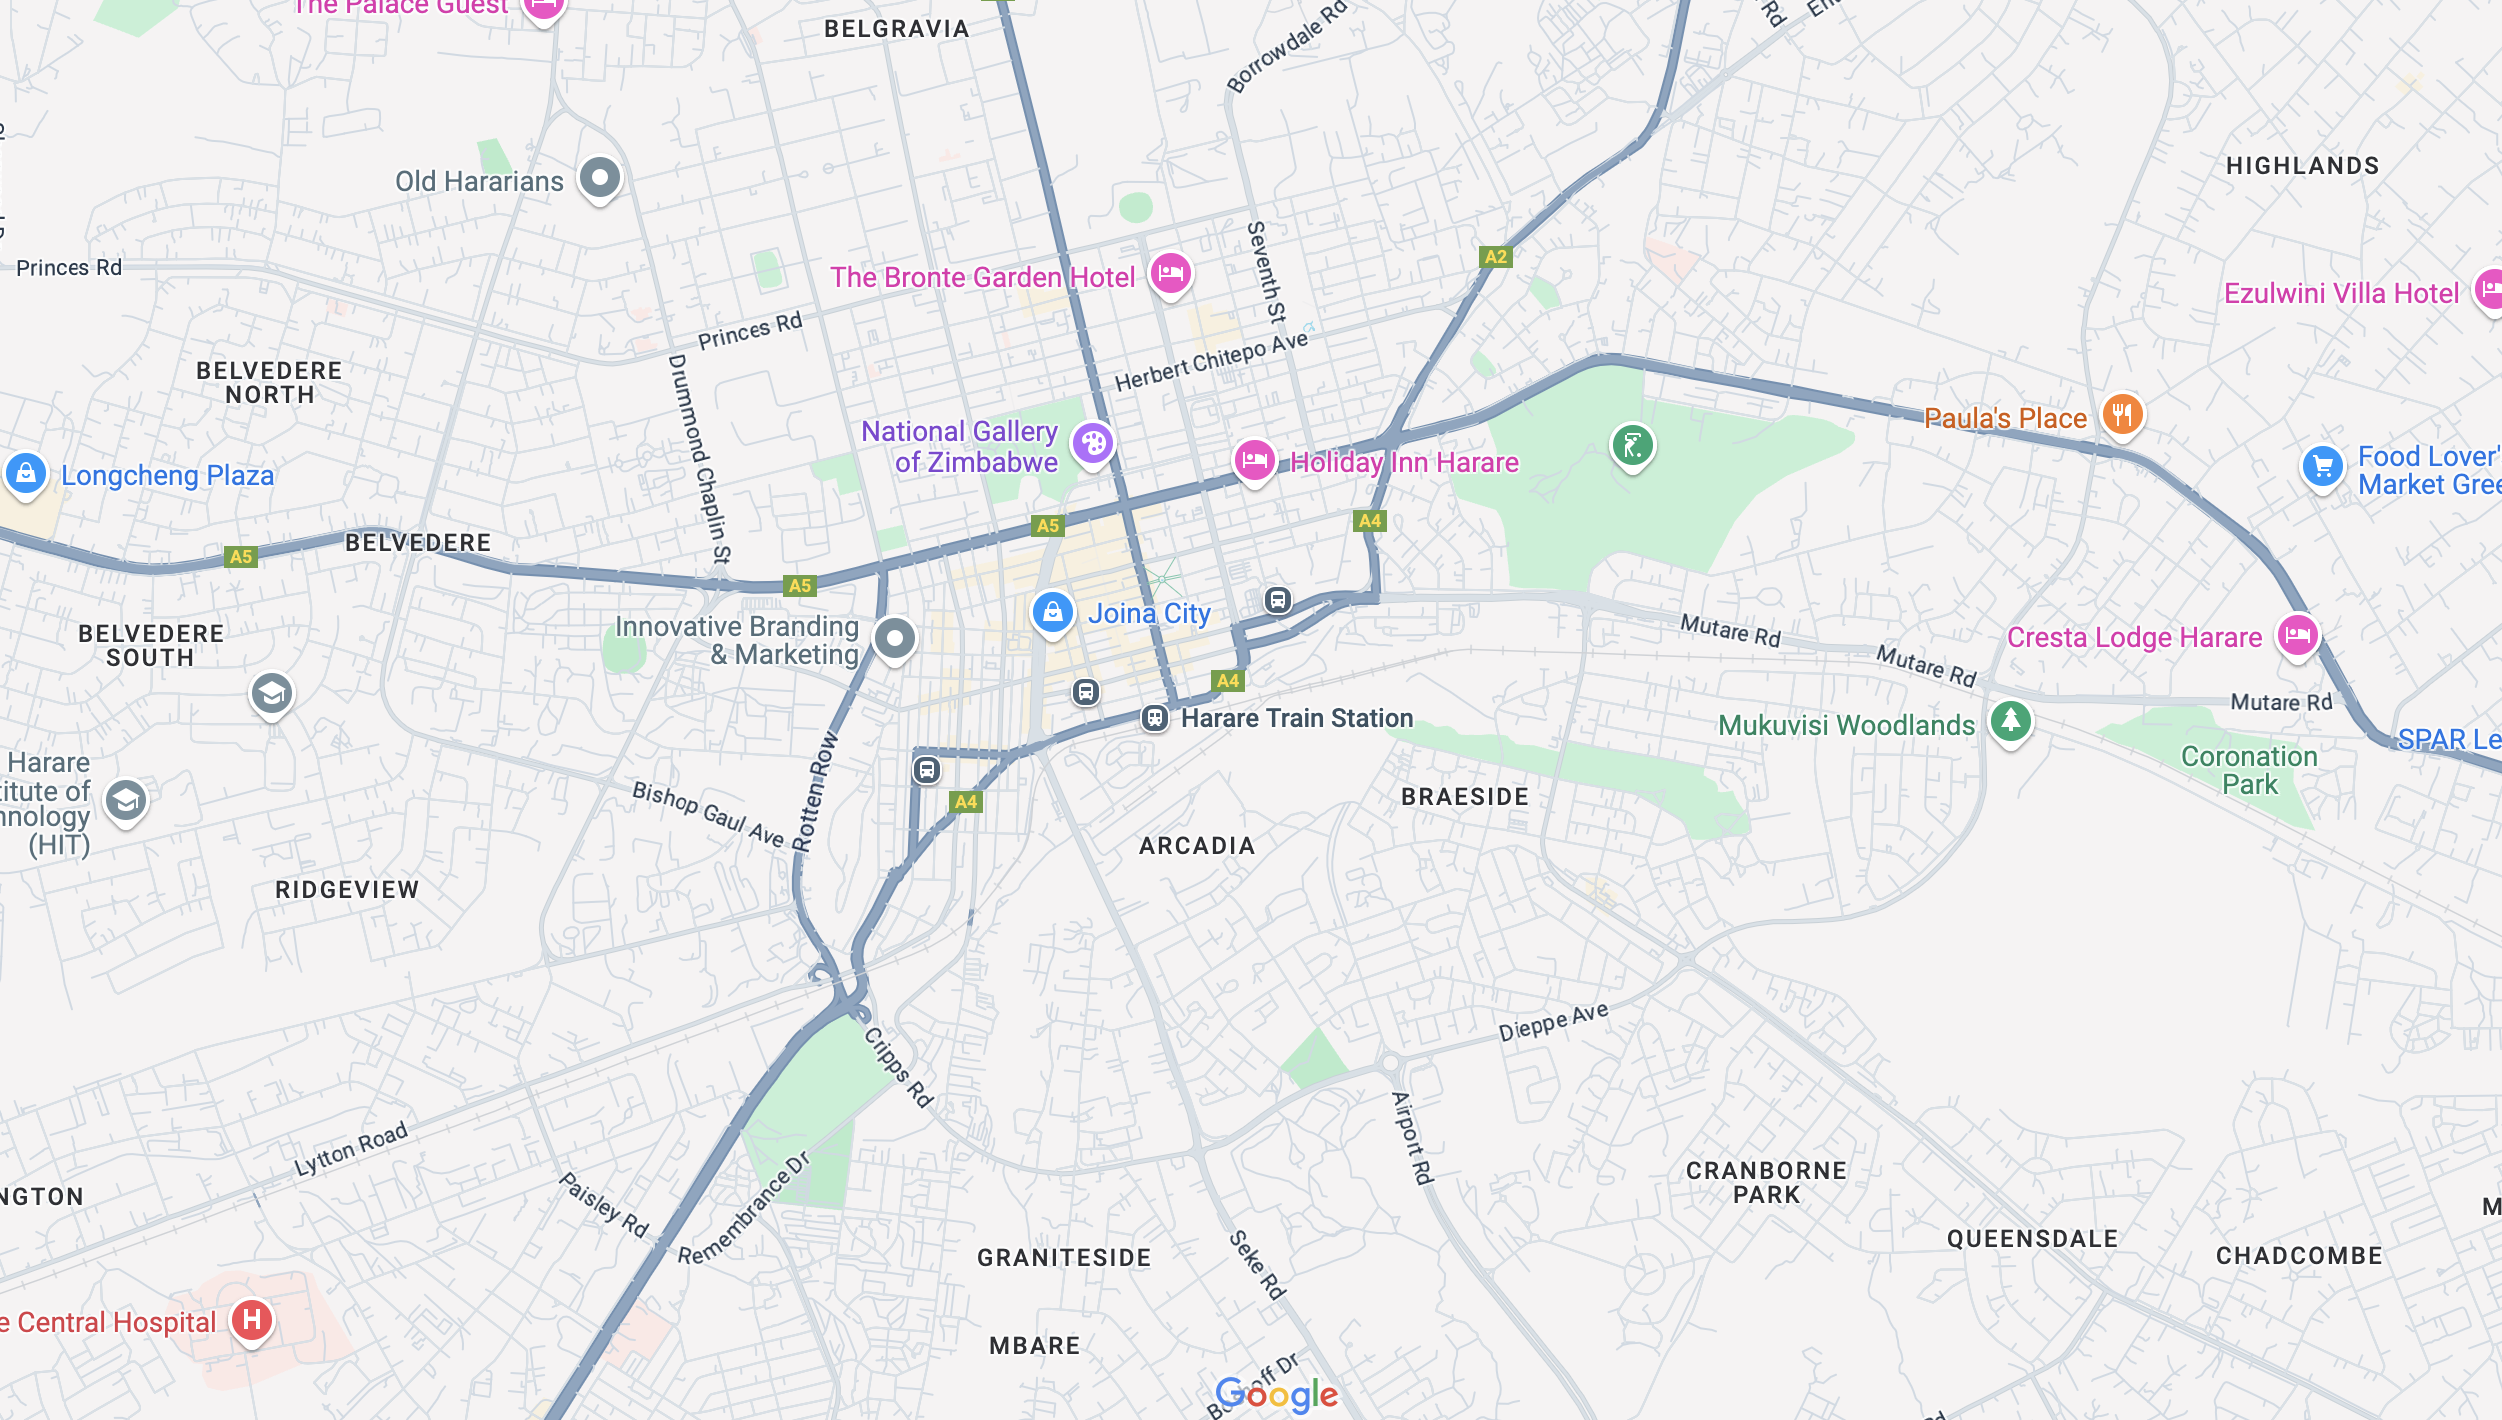 The Palace Guest
BELGRAVIA
Borrowdale Rd
Rd
HIGHLANDS
Old Hararians
Princes Rd
Seventh St
A2
The Bronte Garden Hotel
Ezulwini Villa Hotel
Princes Rd
Herbert Chitepo Ave
BELVEDERE
NORTH
Drummond Chaplin St
National Gallery
of Zimbabwe
Holiday Inn Harare
Paula's Place
Food Lover'
Market Gree
Longcheng Plaza
A5
A4
BELVEDERE
A5
A5
Joina City
BELVEDERE
SOUTH
Innovative Branding
& Marketing
Mutare Rd
Mutare Rd
Cresta Lodge Harare
A4
Mutare Rd
Harare Train Station
Mukuvisi Woodlands
SPAR Le
Coronation
Park
Harare
titute of
nnology
(HIT)
Rotten Row
Bishop Gaul Ave
A4
BRAESIDE
ARCADIA
RIDGEVIEW
Dieppe Ave
Cripps Rd
Airport Rd
Lytton Road
CRANBORNE
PARK
NGTON
Paisley Rd
Remembrance Dr
M
QUEENSDALE
CHADCOMBE
GRANITESIDE
Seke Rd
e Central Hospital
H
MBARE
Google